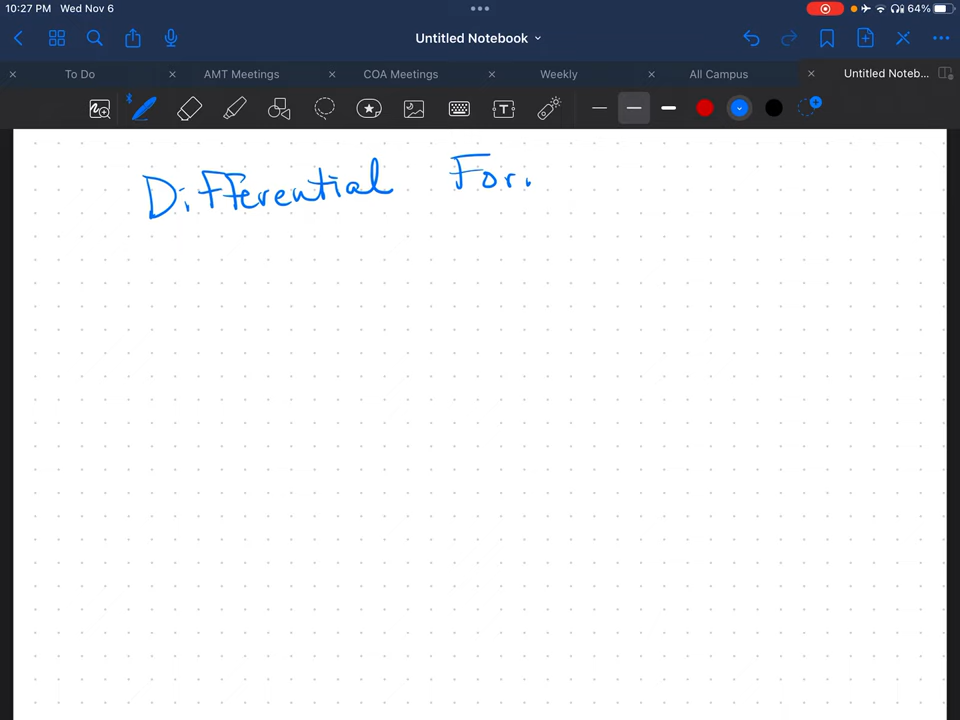 10:27 PM Wed Nov 6 64%
Untitled Notebook
To Do AMT Meetings COA Meetings Weekly All Campus Untitled Noteb...
T
Differential For.